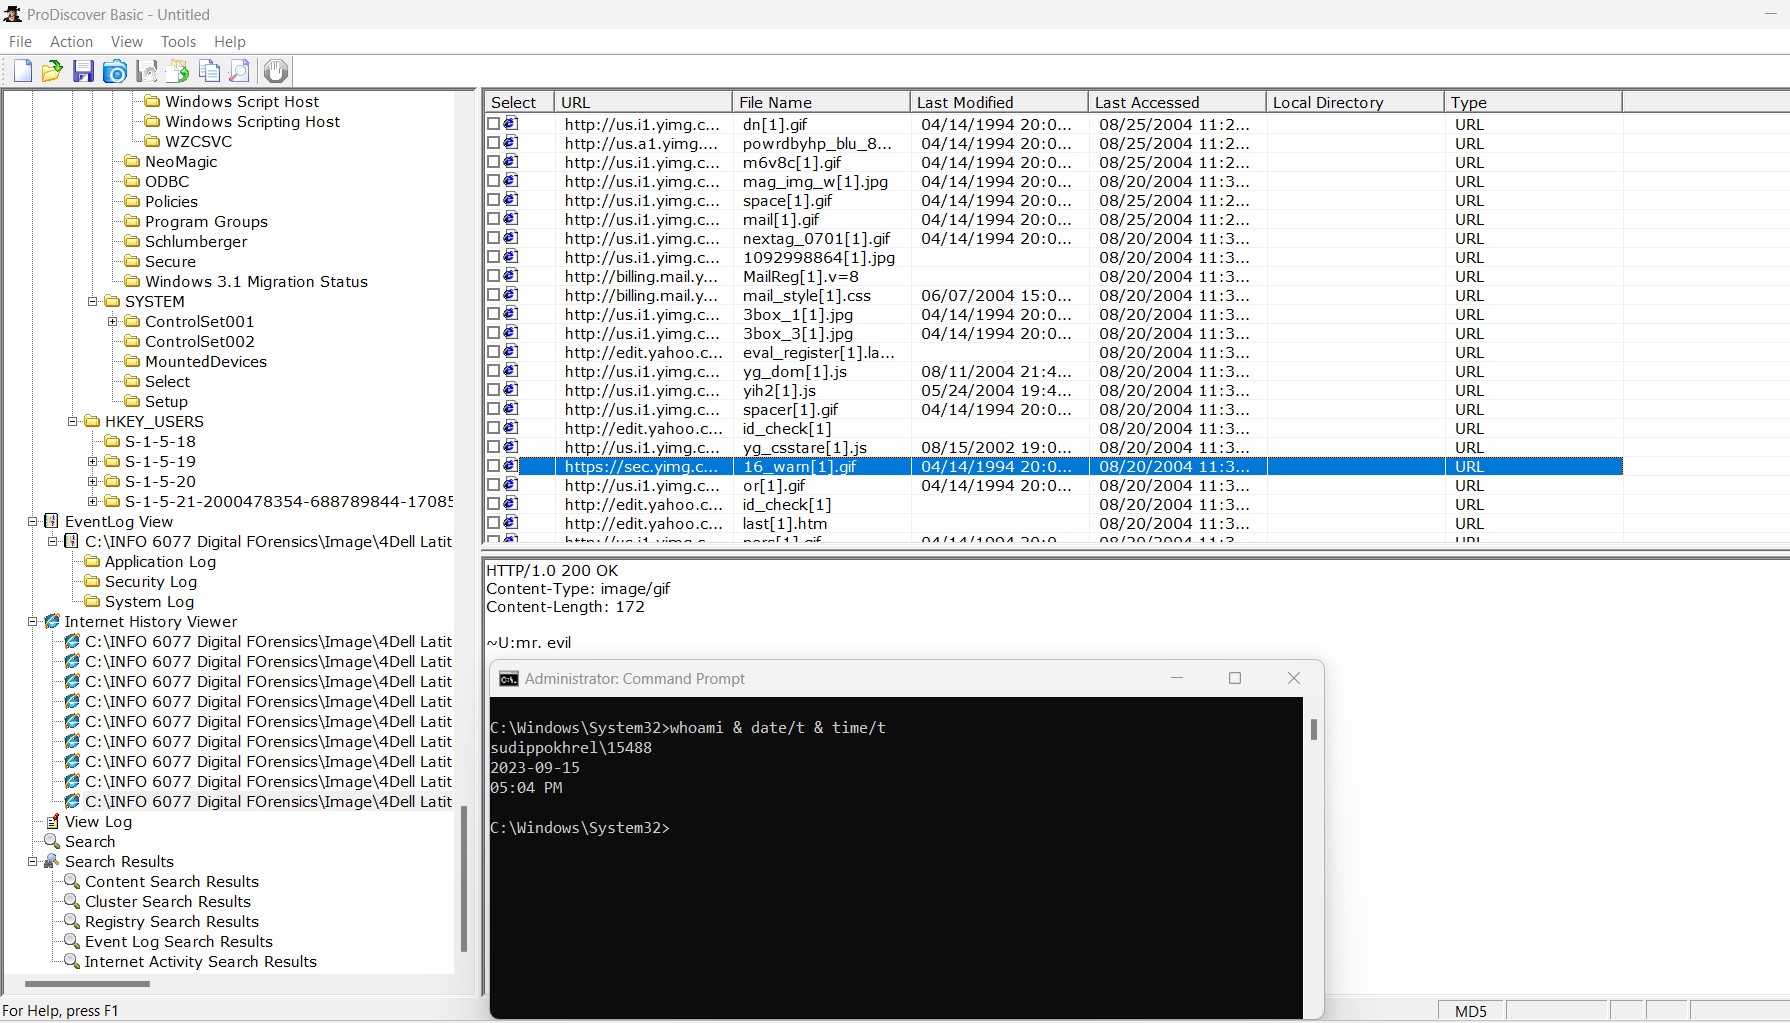 ProDiscover Basic - Untitled
File Action View Tools Help
Windows Script Host
Windows Scripting Host
WZCSVC
NeoMagic
ODBC
Policies
Program Groups
Schlumberger
Secure
Windows 3.1 Migration Status
SYSTEM
ControlSet001
ControlSet002
MountedDevices
Select
Setup
HKEY_USERS
S-1-5-18
S-1-5-19
S-1-5-20
S-1-5-21-2000478354-688789844-17085
EventLog View
C:\INFO 6077 Digital FOrensics\Image\4Dell Latit
Application Log
Security Log
System Log
Internet History Viewer
C:\INFO 6077 Digital FOrensics\Image\4Dell Latit
C:\INFO 6077 Digital FOrensics\Image\4Dell Latit
C:\INFO 6077 Digital FOrensics\Image\4Dell Latit
C:\INFO 6077 Digital FOrensics\Image\4Dell Latit
C:\INFO 6077 Digital FOrensics\Image\4Dell Latit
C:\INFO 6077 Digital FOrensics\Image\4Dell Latit
C:\INFO 6077 Digital FOrensics\Image\4Dell Latit
C:\INFO 6077 Digital FOrensics\Image\4Dell Latit
C:\INFO 6077 Digital FOrensics\Image\4Dell Latit
View Log
Search
Search Results
Content Search Results
Cluster Search Results
Registry Search Results
Event Log Search Results
Internet Activity Search Results
Select URL File Name Last Modified Last Accessed Local Directory Type
http://us.i1.yimg.c... dn[1].gif 04/14/1994 20:0... 08/25/2004 11:2... URL
http://us.a1.yimg.... powrdbyhp_blu_8... 04/14/1994 20:0... 08/25/2004 11:2... URL
http://us.i1.yimg.c... m6v8c[1].gif 04/14/1994 20:0... 08/25/2004 11:2... URL
http://us.i1.yimg.c... mag_img_w[1].jpg 04/14/1994 20:0... 08/20/2004 11:3... URL
http://us.i1.yimg.c... space[1].gif 04/14/1994 20:0... 08/25/2004 11:2... URL
http://us.i1.yimg.c... mail[1].gif 04/14/1994 20:0... 08/25/2004 11:2... URL
http://us.i1.yimg.c... nextag_0701[1].gif 04/14/1994 20:0... 08/20/2004 11:3... URL
http://us.i1.yimg.c... 1092998864[1].jpg 08/20/2004 11:3... URL
http://billing.mail.y... MailReg[1].v=8 08/20/2004 11:3... URL
http://billing.mail.y... mail_style[1].css 06/07/2004 15:0... 08/20/2004 11:3... URL
http://us.i1.yimg.c... 3box_1[1].jpg 04/14/1994 20:0... 08/20/2004 11:3... URL
http://us.i1.yimg.c... 3box_3[1].jpg 04/14/1994 20:0... 08/20/2004 11:3... URL
http://edit.yahoo.c... eval_register[1].la... 08/20/2004 11:3... URL
http://us.i1.yimg.c... yg_dom[1].js 08/11/2004 21:4... 08/20/2004 11:3... URL
http://us.i1.yimg.c... yih2[1].js 05/24/2004 19:4... 08/20/2004 11:3... URL
http://us.i1.yimg.c... spacer[1].gif 04/14/1994 20:0... 08/20/2004 11:3... URL
http://edit.yahoo.c... id_check[1] 08/20/2004 11:3... URL
http://us.i1.yimg.c... yg_csstare[1].js 08/15/2002 19:0... 08/20/2004 11:3... URL
https://sec.yimg.c... 16_warn[1].gif 04/14/1994 20:0... 08/20/2004 11:3... URL
http://us.i1.yimg.c... or[1].gif 04/14/1994 20:0... 08/20/2004 11:3... URL
http://edit.yahoo.c... id_check[1] 08/20/2004 11:3... URL
http://edit.yahoo.c... last[1].htm 08/20/2004 11:3... URL
HTTP/1.0 200 OK
Content-Type: image/gif
Content-Length: 172
~U:mr. evil
Administrator: Command Prompt
C:\Windows\System32>whoami & date/t & time/t
sudippokhrel\15488
2023-09-15
05:04 PM
C:\Windows\System32>
For Help, press F1
MD5